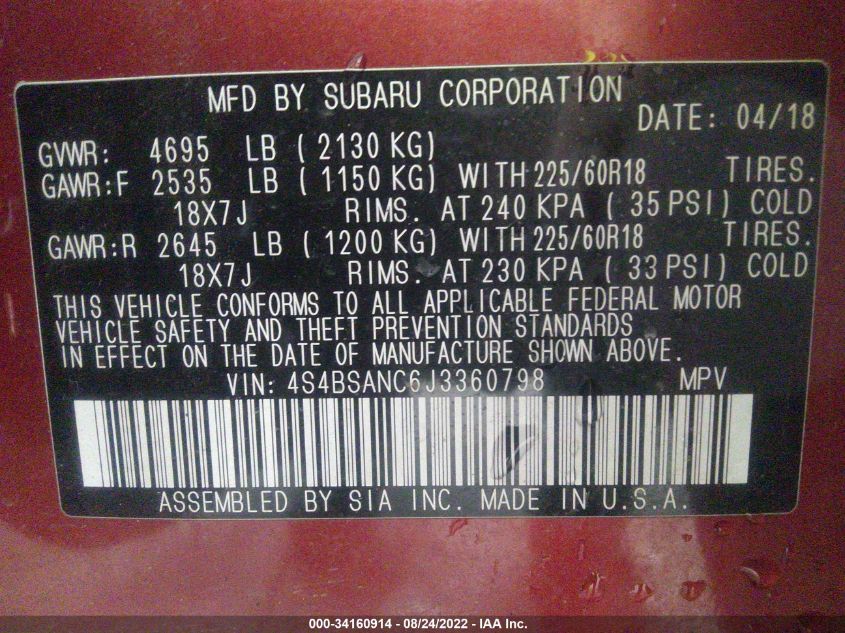 MFD BY SUBARU CORPORATION
DATE: 04/18
GVWR: 4695 LB ( 2130 KG)
GAWR:F 2535 LB ( 1150 KG) WITH 225/60R18 TIRES.
18X7J RIMS. AT 240 KPA ( 35 PSI) COLD
GAWR:R 2645 LB ( 1200 KG) WITH 225/60R18 TIRES.
18X7J RIMS. AT 230 KPA ( 33 PSI) COLD
THIS VEHICLE CONFORMS TO ALL APPLICABLE FEDERAL MOTOR
VEHICLE SAFETY AND THEFT PREVENTION STANDARDS
IN EFFECT ON THE DATE OF MANUFACTURE SHOWN ABOVE.
VIN: 4S4BSANC6J3360798 MPV
ASSEMBLED BY SIA INC. MADE IN U.S.A.
000-34160914 - 08/24/2022 - IAA Inc.